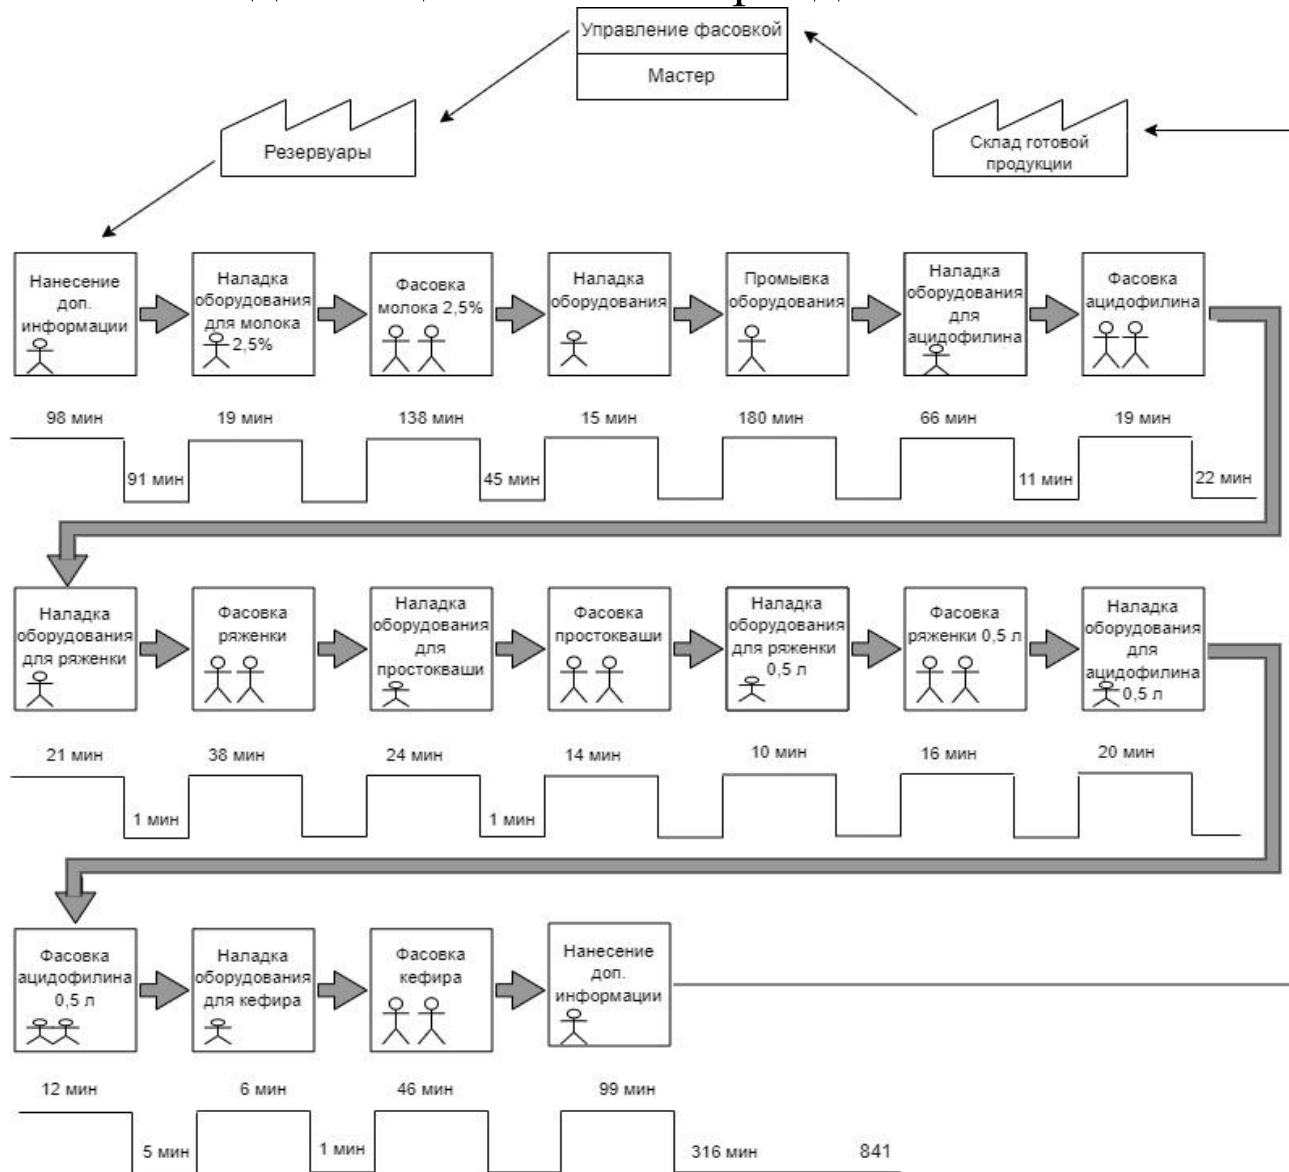 Управление фасовкой
Мастер
Резервуары
Склад готовой
продукции
Нанесение
доп.
информации
Наладка
оборудования
для молока
2,5%
Фасовка
молока 2,5%
Наладка
оборудования
Промывка
оборудования
Наладка
оборудования
для
ацидофилина
Фасовка
ацидофилина
98 мин
19 мин
138 мин
15 мин
180 мин
66 мин
19 мин
91 мин
45 мин
11 мин
22 мин
Наладка
оборудования
для ряженки
Фасовка
ряженки
Наладка
оборудования
для
простокваши
Фасовка
простокваши
Наладка
оборудования
для ряженки
0,5 л
Фасовка
ряженки 0,5 л
Наладка
оборудования
для
ацидофилина
0,5 л
21 мин
38 мин
24 мин
14 мин
10 мин
16 мин
20 мин
1 мин
1 мин
Фасовка
ацидофилина
0,5 л
Наладка
оборудования
для кефира
Фасовка
кефира
Нанесение
доп.
информации
12 мин
6 мин
46 мин
99 мин
5 мин
1 мин
316 мин
841